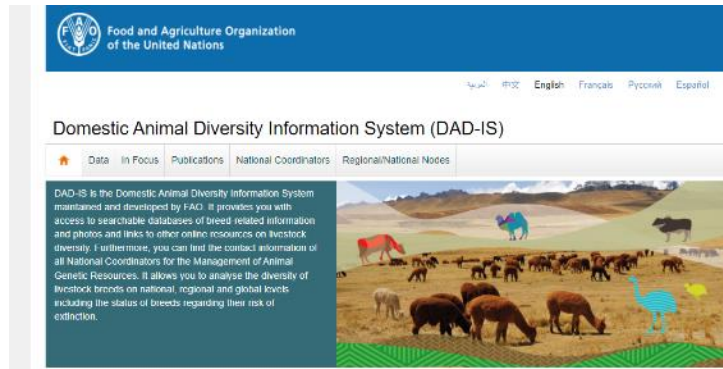 Food and Agriculture Organization
of the United Nations
العربية 中文 English Français Русский Español
Domestic Animal Diversity Information System (DAD-IS)
Data In Focus Publications National Coordinators Regional/National Nodes
DAD-IS is the Domestic Animal Diversity Information System
maintained and developed by FAO. It provides you with
access to searchable databases of breed-related information
and photos and links to other online resources on livestock
diversity. Furthermore, you can find the contact information of
all National Coordinators for the Management of Animal
Genetic Resources. It allows you to analyse the diversity of
livestock breeds on national, regional and global levels
including the status of breeds regarding their risk of
extinction.